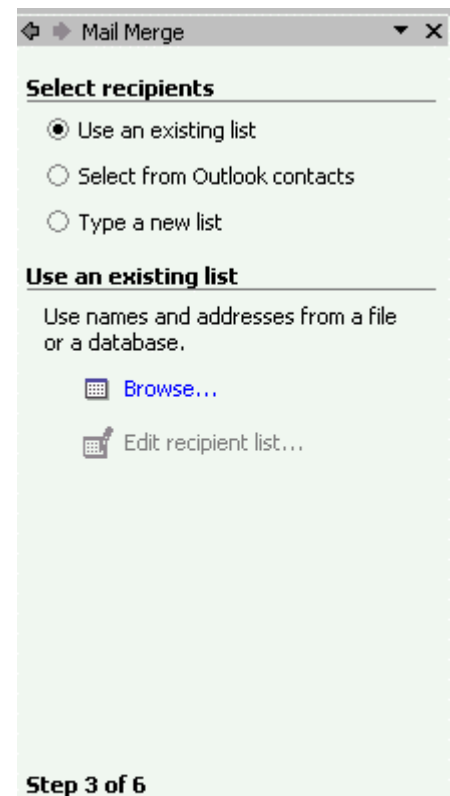 Mail Merge
Select recipients
Use an existing list
Select from Outlook contacts
Type a new list
Use an existing list
Use names and addresses from a file
or a database.
Browse...
Edit recipient list...
Step 3 of 6